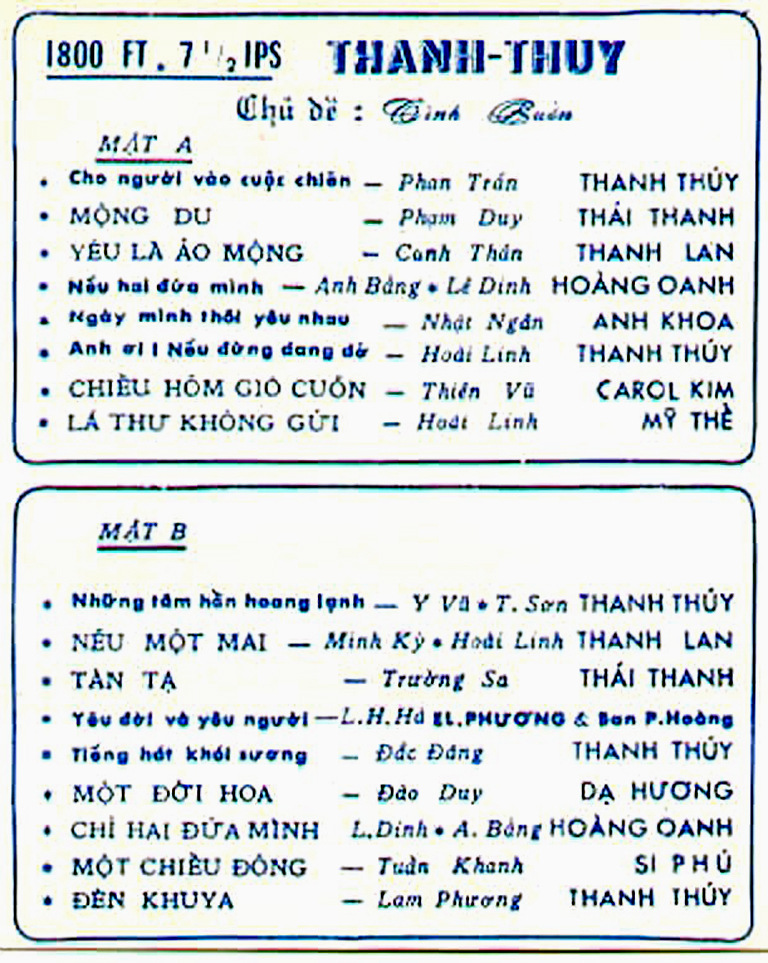 1800 FT. 7 1/2 IPS THANH-THUY
Chủ đề : Tình Buồn
MẶT A
• Cho người vào cuộc chiến — Phan Trần THANH THÚY
• MỘNG DU — Phạm Duy THÁI THANH
• YÊU LÀ ẢO MỘNG — Canh Thân THANH LAN
• Nếu hai đứa mình — Anh Bằng • Lê Dinh HOÀNG OANH
• Ngày mình thôi yêu nhau — Nhật Ngân ANH KHOA
• Anh ơi ! Nếu đừng dang dở — Hoài Linh THANH THÚY
• CHIỀU HÔM GIÓ CUỐN — Thiên Vũ CAROL KIM
• LÁ THƯ KHÔNG GỬI — Hoài Linh MỸ THỂ
MẶT B
• Những tâm hồn hoang lạnh — Y Vũ • T. Sơn THANH THÚY
• NẾU MỘT MAI — Minh Kỳ • Hoài Linh THANH LAN
• TÀN TẠ — Trường Sa THÁI THANH
• Yêu đời và yêu người — L.H.Hà EL.PHƯƠNG & Ban P.Hoàng
• Tiếng hát khói sương — Đắc Đăng THANH THÚY
• MỘT ĐỜI HOA — Đào Duy DẠ HƯƠNG
• CHỈ HAI ĐỨA MÌNH L.Dinh • A. Bằng HOÀNG OANH
• MỘT CHIỀU ĐÔNG — Tuấn Khanh SĨ PHÚ
• ĐÈN KHUYA — Lam Phương THANH THÚY